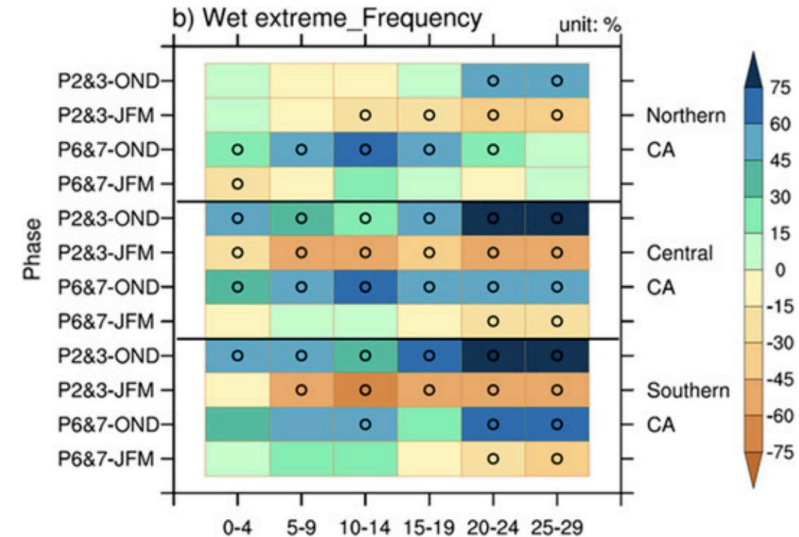 b) Wet extreme_Frequency
unit: %
P2&3-OND
P2&3-JFM
P6&7-OND
P6&7-JFM
P2&3-OND
P2&3-JFM
P6&7-OND
P6&7-JFM
P2&3-OND
P2&3-JFM
P6&7-OND
P6&7-JFM
Phase
Northern
CA
Central
CA
Southern
CA
0-4 5-9 10-14 15-19 20-24 25-29
75
60
45
30
15
0
-15
-30
-45
-60
-75